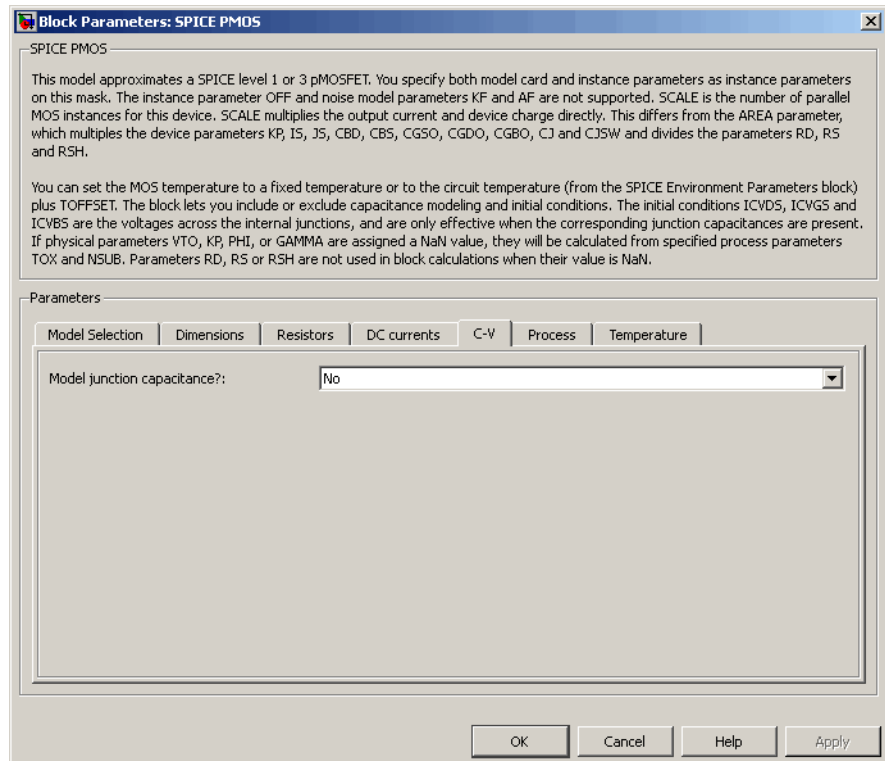 Block Parameters: SPICE PMOS
SPICE PMOS
This model approximates a SPICE level 1 or 3 pMOSFET. You specify both model card and instance parameters as instance parameters
on this mask. The instance parameter OFF and noise model parameters KF and AF are not supported. SCALE is the number of parallel
MOS instances for this device. SCALE multiplies the output current and device charge directly. This differs from the AREA parameter,
which multiples the device parameters KP, IS, JS, CBD, CBS, CGSO, CGDO, CGBO, CJ and CJSW and divides the parameters RD, RS
and RSH.
You can set the MOS temperature to a fixed temperature or to the circuit temperature (from the SPICE Environment Parameters block)
plus TOFFSET. The block lets you include or exclude capacitance modeling and initial conditions. The initial conditions ICVDS, ICVGS and
ICVBS are the voltages across the internal junctions, and are only effective when the corresponding junction capacitances are present.
If physical parameters VTO, KP, PHI, or GAMMA are assigned a NaN value, they will be calculated from specified process parameters
TOX and NSUB. Parameters RD, RS or RSH are not used in block calculations when their value is NaN.
Parameters
Model Selection Dimensions Resistors DC currents C-V Process Temperature
Model junction capacitance?: No
OK Cancel Help Apply